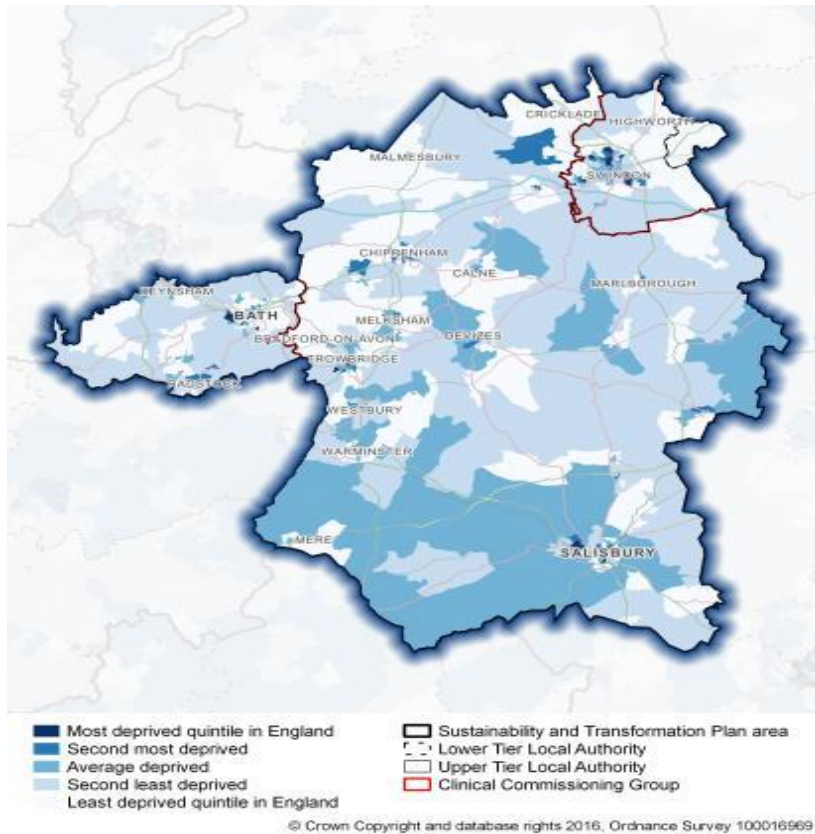 CRICKLADE
HIGHWORTH
MALMESBURY
SWINDON
CHIPPENHAM
CALNE
KEYNSHAM
MARLBOROUGH
BATH
MELKSHAM
BRADFORD-ON-AVON
DEVIZES
TROWBRIDGE
RADSTOCK
WESTBURY
WARMINSTER
MERE
SALISBURY
Most deprived quintile in England
Second most deprived
Average deprived
Second least deprived
Least deprived quintile in England
Sustainability and Transformation Plan area
Lower Tier Local Authority
Upper Tier Local Authority
Clinical Commissioning Group
© Crown Copyright and database rights 2016, Ordnance Survey 100016969